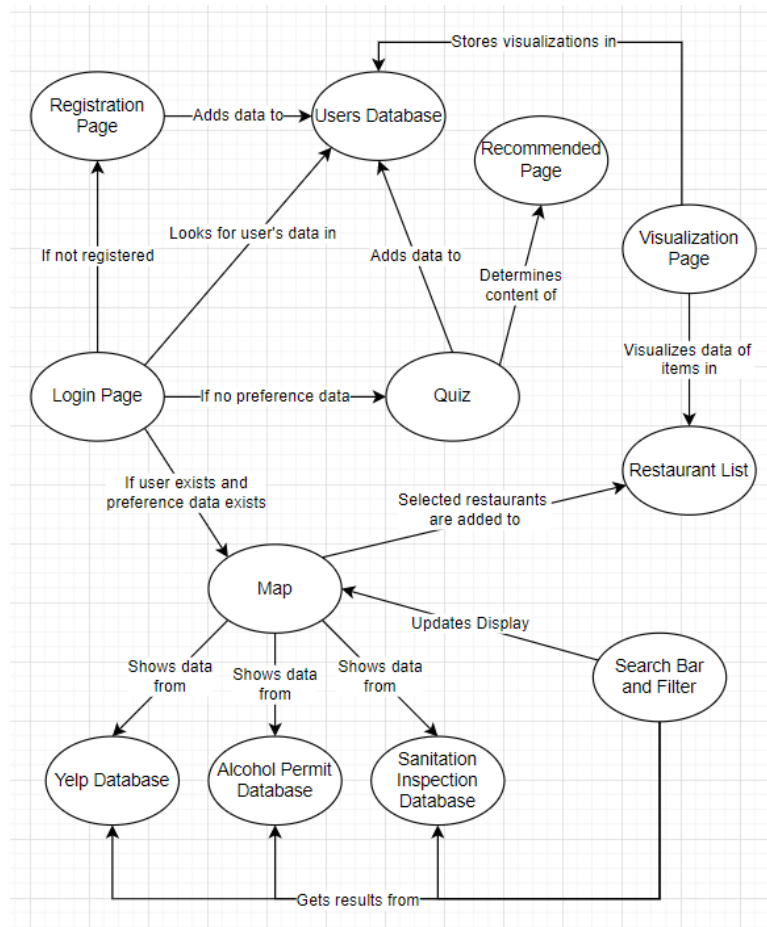 Stores visualizations in
Registration
Page
Adds data to
Users Database
Recommended
Page
Looks for user's data in
If not registered
Adds data to
Visualization
Page
Determines
content of
Visualizes data of
items in
Login Page
If no preference data
Quiz
Restaurant List
If user exists and
preference data exists
Selected restaurants
are added to
Map
Updates Display
Search Bar
and Filter
Shows data
from
Shows data
from
Shows data
from
Yelp Database
Alcohol Permit
Database
Sanitation
Inspection
Database
Gets results from